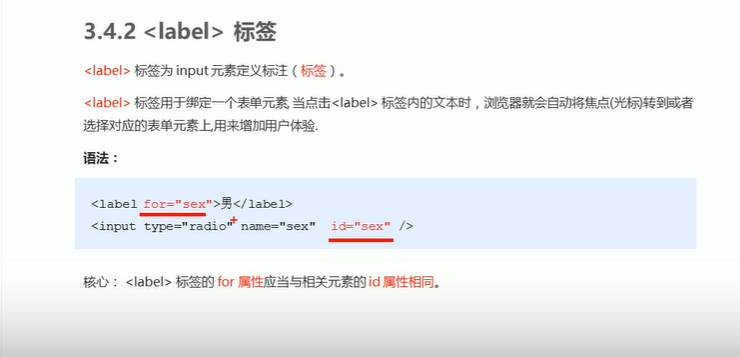 3.4.2 <label> 标签
<label> 标签为 input 元素定义标注（标签）。
<label> 标签用于绑定一个表单元素, 当点击<label> 标签内的文本时，浏览器就会自动将焦点(光标)转到或者
选择对应的表单元素上,用来增加用户体验.
语法：
<label for="sex">男</label>
<input type="radio" name="sex"  id="sex" />
核心： <label> 标签的 for 属性应当与相关元素的 id 属性相同。